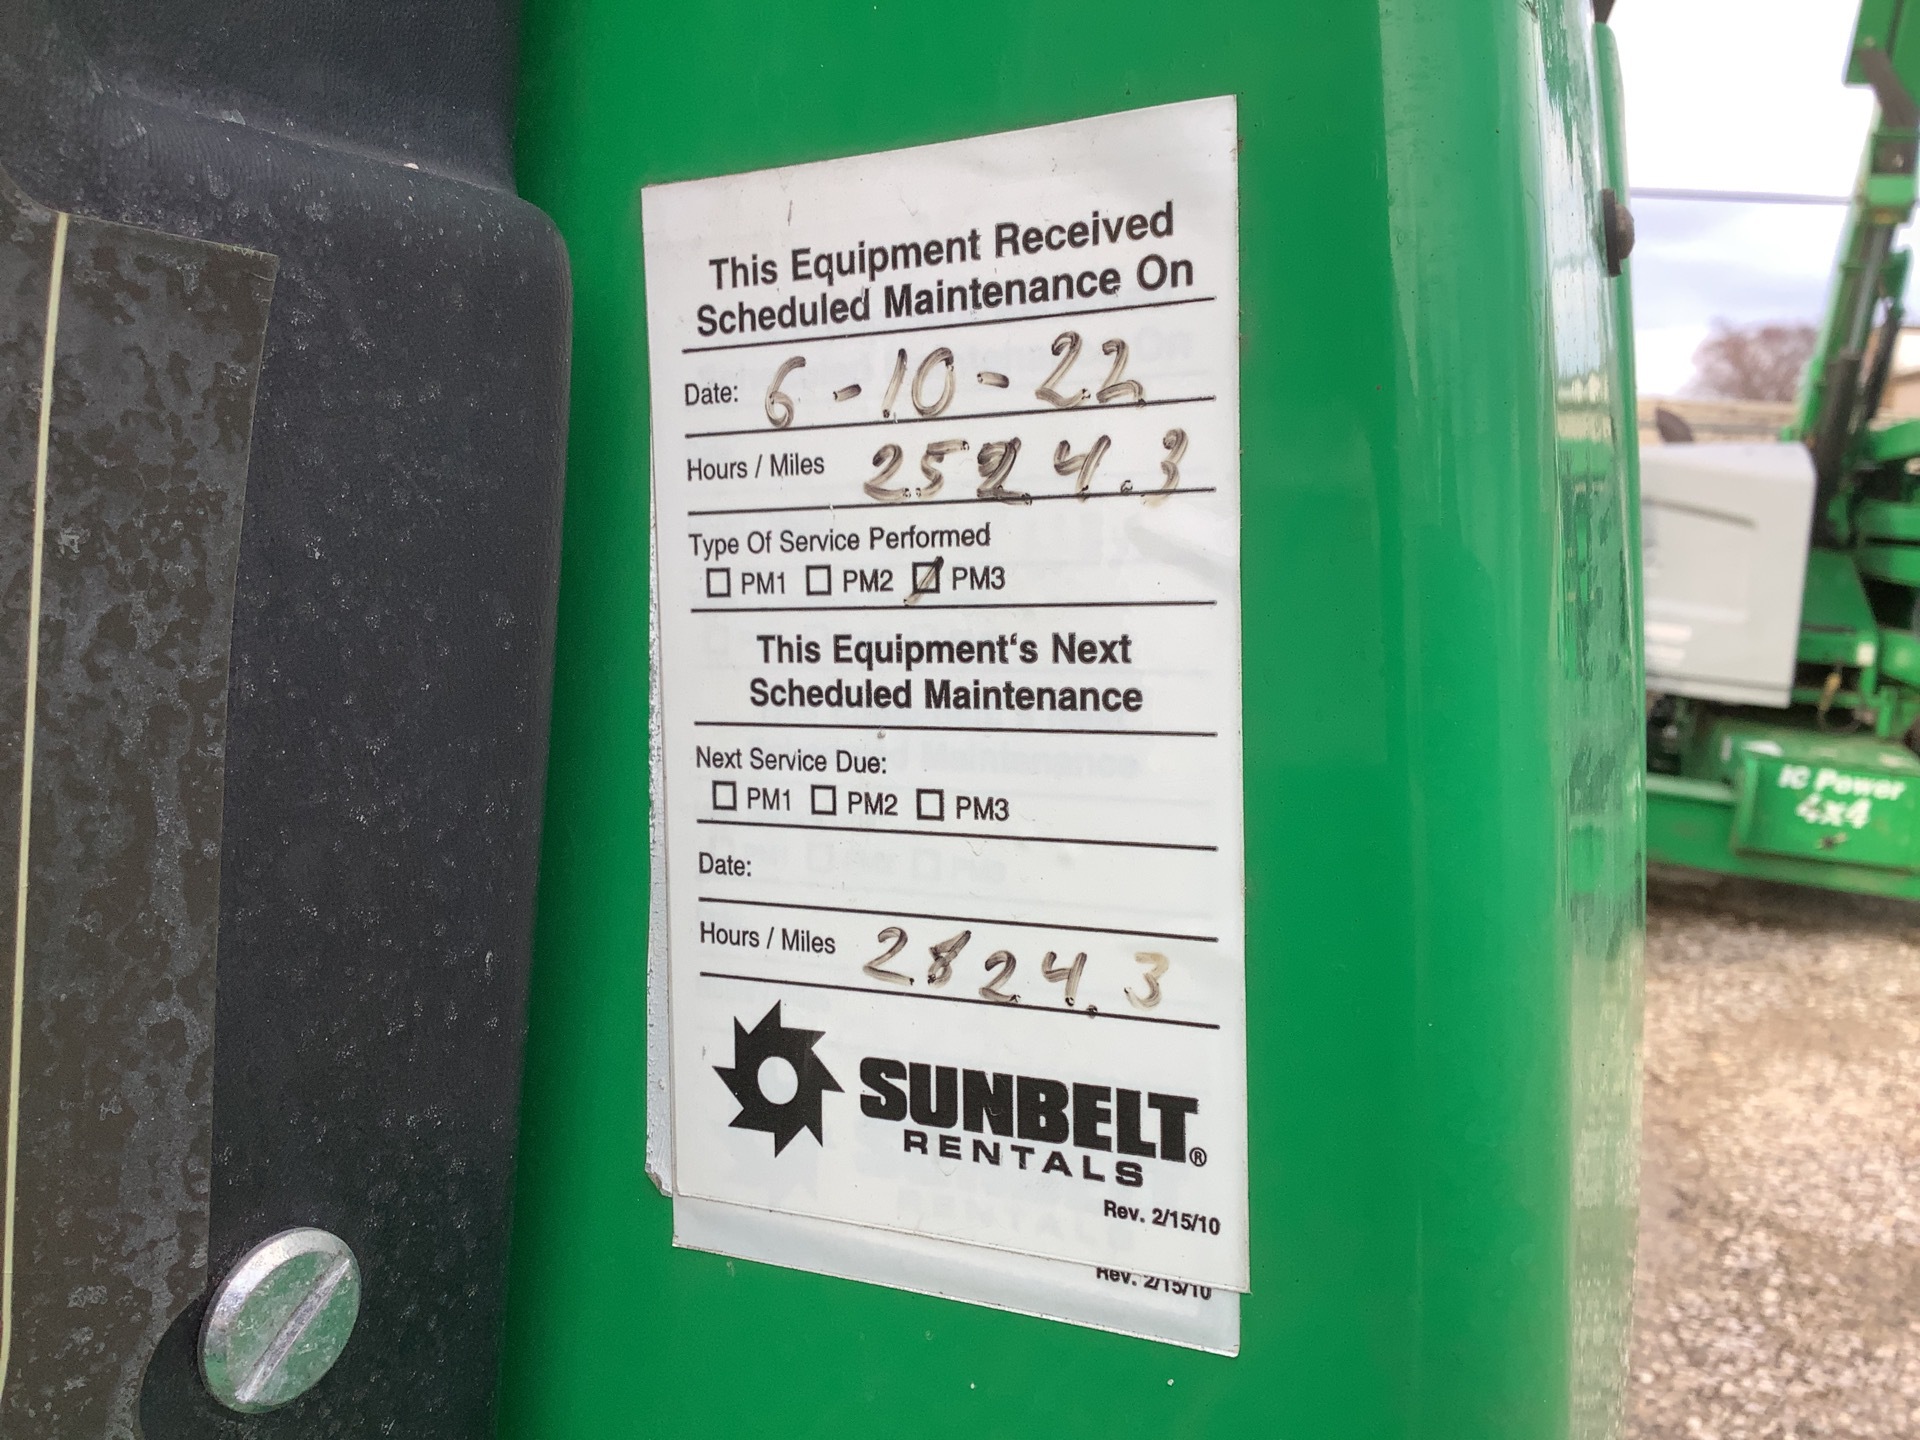 This Equipment Received
Scheduled Maintenance On
Date: 6-10-22
Hours / Miles 2524.3
Type Of Service Performed
☐ PM1 ☐ PM2 ☑ PM3
This Equipment‘s Next
Scheduled Maintenance
Next Service Due:
☐ PM1 ☐ PM2 ☐ PM3
Date:
Hours / Miles 2824.3
SUNBELT®
RENTALS
Rev. 2/15/10
Rev. 2/15/10
IC Power
4x4